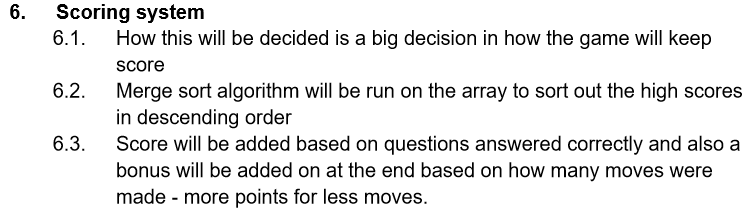 6. Scoring system
6.1. How this will be decided is a big decision in how the game will keep
score
6.2. Merge sort algorithm will be run on the array to sort out the high scores
in descending order
6.3. Score will be added based on questions answered correctly and also a
bonus will be added on at the end based on how many moves were
made - more points for less moves.